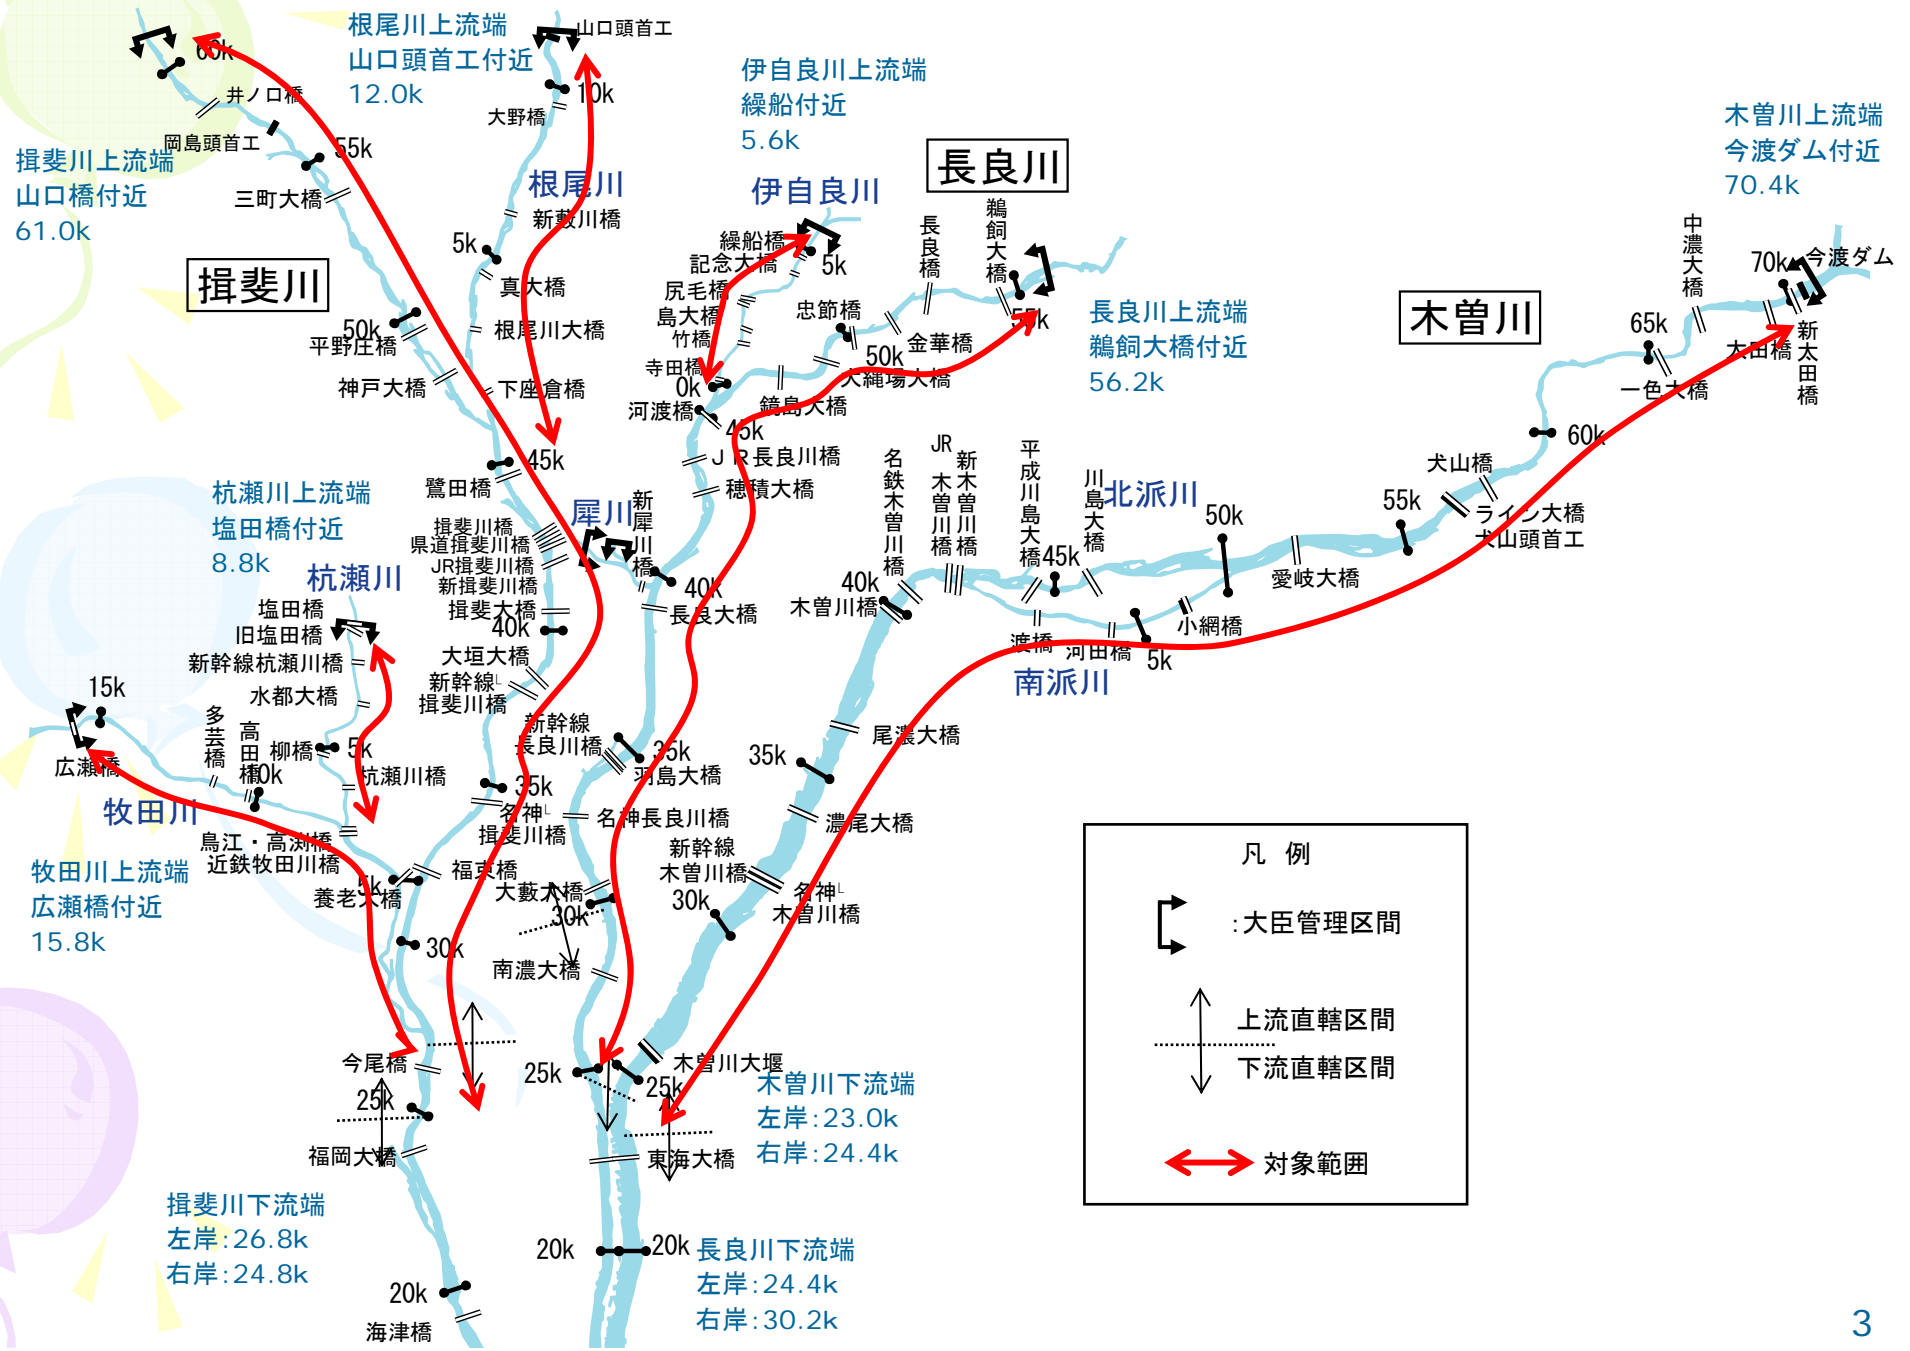 根尾川上流端
山口頭首工付近
12.0k
山口頭首工
10k
大野橋
60k
井ノ口橋
岡島頭首工
55k
揖斐川上流端
山口橋付近
61.0k
三町大橋
揖斐川
根尾川
新藪川橋
5k
真大橋
根尾川大橋
50k
平野庄橋
神戸大橋
下座倉橋
45k
鷺田橋
伊自良川上流端
繰船付近
5.6k
伊自良川
繰船橋
記念大橋
5k
尻毛橋
島大橋
竹橋
寺田橋
0k
河渡橋
長良川
長良橋
鵜飼大橋
55k
忠節橋
金華橋
50k
大縄場大橋
鏡島大橋
45k
JR長良川橋
穂積大橋
長良川上流端
鵜飼大橋付近
56.2k
木曽川上流端
今渡ダム付近
70.4k
中濃大橋
70k
今渡ダム
木曽川
65k
太田橋
新太田橋
一色大橋
60k
犬山橋
ライン大橋
犬山頭首工
55k
北派川
50k
愛岐大橋
名鉄木曽川橋
JR木曽川橋
新木曽川橋
平成川島大橋
川島大橋
45k
40k
木曽川橋
小網橋
渡橋
河田橋
5k
南派川
杭瀬川上流端
塩田橋付近
8.8k
杭瀬川
塩田橋
旧塩田橋
新幹線杭瀬川橋
水都大橋
柳橋
5k
杭瀬川橋
揖斐川橋
県道揖斐川橋
JR揖斐川橋
新揖斐川橋
揖斐大橋
40k
大垣大橋
新幹線└
揖斐川橋
犀川
新犀川橋
40k
長良大橋
新幹線
長良川橋
35k
羽島大橋
35k
名神└
揖斐川橋
名神長良川橋
15k
広瀬橋
多芸橋
高田橋
10k
牧田川
烏江・高渕橋
近鉄牧田川橋
5k
養老大橋
福束橋
牧田川上流端
広瀬橋付近
15.8k
大藪大橋
30k
30k
南濃大橋
尾濃大橋
35k
濃尾大橋
新幹線
木曽川橋
30k
名神└
木曽川橋
今尾橋
25k
福岡大橋
25k
木曽川大堰
25k
東海大橋
木曽川下流端
左岸:23.0k
右岸:24.4k
揖斐川下流端
左岸:26.8k
右岸:24.8k
20k
海津橋
20k
20k
長良川下流端
左岸:24.4k
右岸:30.2k
凡 例
:大臣管理区間
上流直轄区間
下流直轄区間
対象範囲
3